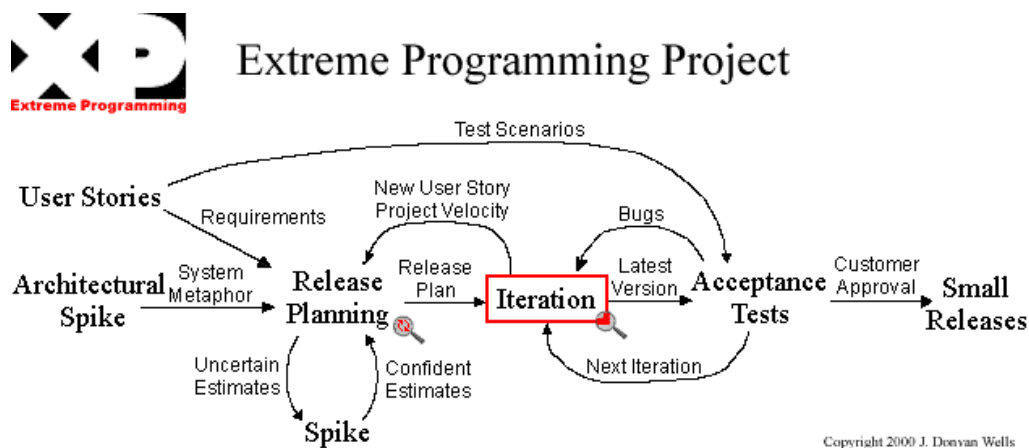 XP
Extreme Programming
Extreme Programming Project
Test Scenarios
User Stories
New User Story
Project Velocity
Requirements
Bugs
Architectural
Spike
System
Metaphor
Release
Planning
Release
Plan
Iteration
Latest
Version
Acceptance
Tests
Customer
Approval
Small
Releases
Uncertain
Estimates
Confident
Estimates
Next Iteration
Spike
Copyright 2000 J. Donvan Wells